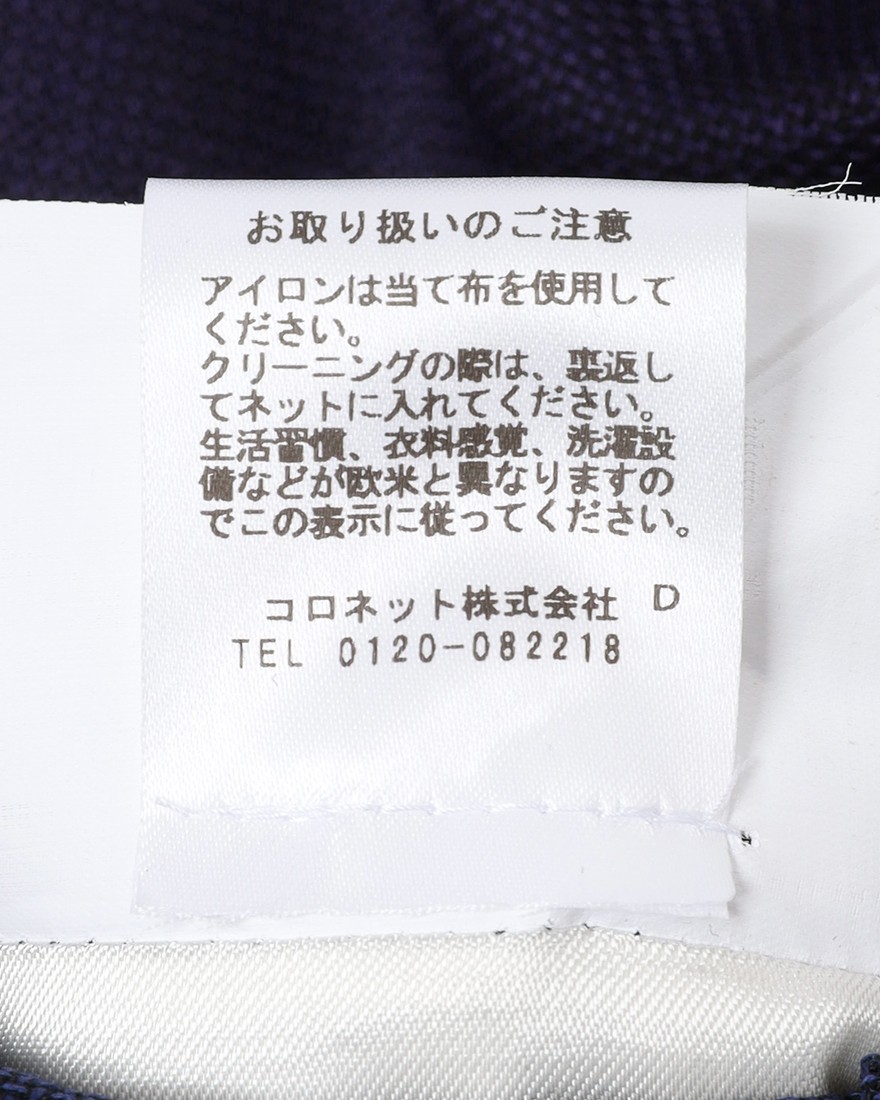 お取り扱いのご注意
アイロンは当て布を使用して
ください。
クリーニングの際は、裏返し
てネットに入れてください。
生活習慣、衣料感覚、洗濯設
備などが欧米と異なりますの
でこの表示に従ってください。
コロネット株式会社 D
TEL 0120-082218